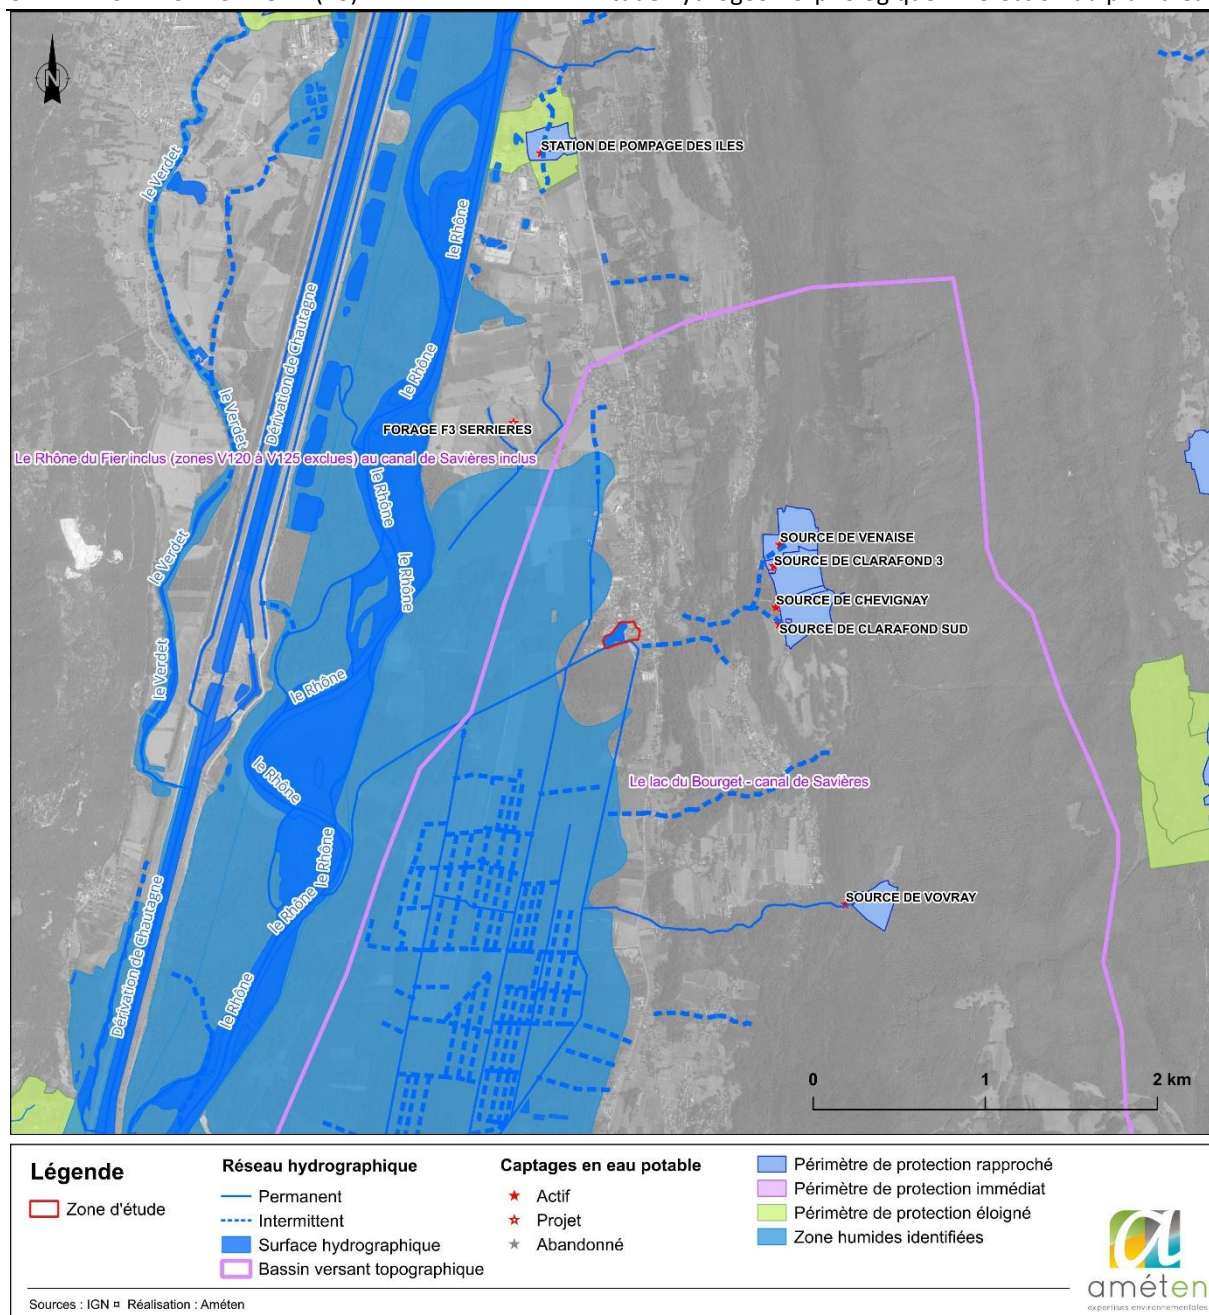 N
le Verdet
le Rhône
STATION DE POMPAGE DES ILES
Dérivation de Chautagne
le Verdet
le Rhône
FORAGE F3 SERRIERES
Le Rhône du Fier inclus (zones V120 à V125 exclues) au canal de Savières inclus
le Rhône
le Verdet
le Rhône
SOURCE DE VENAISE
SOURCE DE CLARAFOND 3
SOURCE DE CHEVIGNAY
SOURCE DE CLARAFOND SUD
le Verdet
le Rhône
le Rhône
Le lac du Bourget - canal de Savières
le Rhône
le Rhône
SOURCE DE VOVRAY
Dérivation de Chautagne
le Rhône
0 1 2 km
Légende
Zone d'étude
Réseau hydrographique
Permanent
Intermittent
Surface hydrographique
Bassin versant topographique
Captages en eau potable
Actif
Projet
Abandonné
Périmètre de protection rapproché
Périmètre de protection immédiat
Périmètre de protection éloigné
Zone humides identifiées
a
améten
expertises environnementales
Sources : IGN ¤ Réalisation : Améten